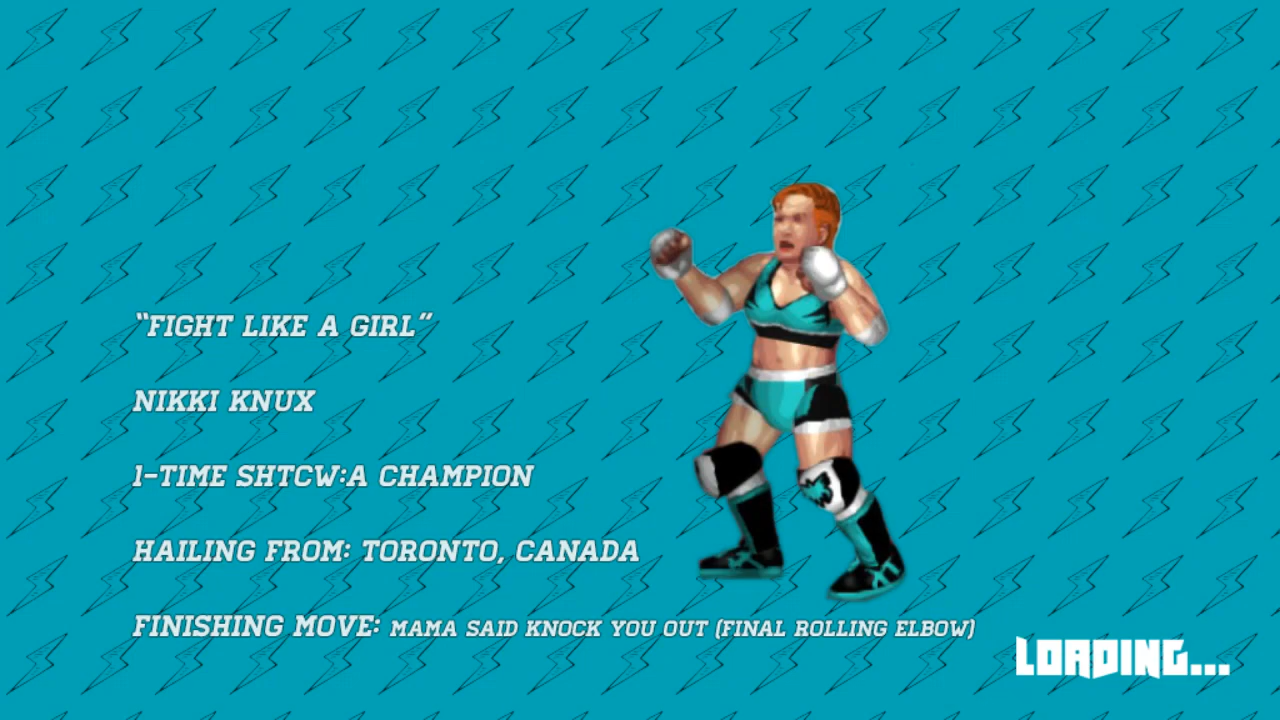 “FIGHT LIKE A GIRL”
NIKKI KNUX
1-TIME SHTCW:A CHAMPION
HAILING FROM: TORONTO, CANADA
FINISHING MOVE: MAMA SAID KNOCK YOU OUT (FINAL ROLLING ELBOW)
LOADING...